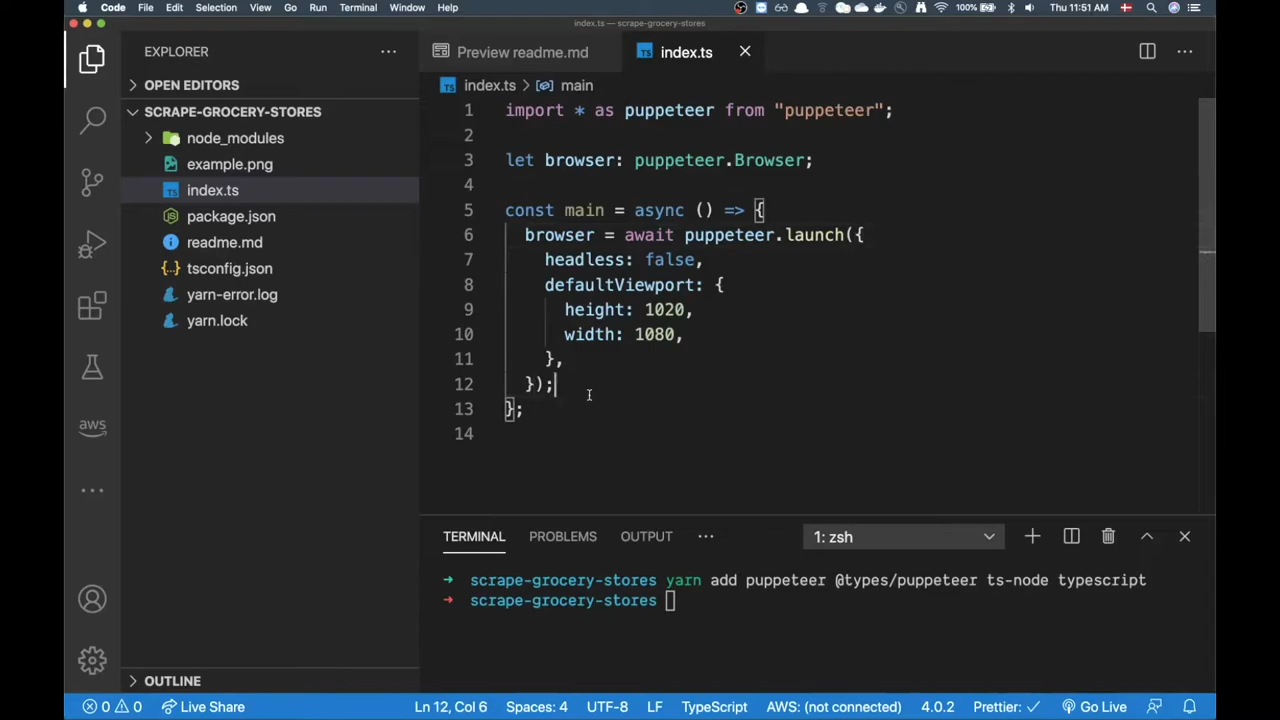 Code File Edit Selection View Go Run Terminal Window Help 100% Thu 11:51 AM
index.ts — scrape-grocery-stores
EXPLORER
Preview readme.md
TS index.ts
OPEN EDITORS
TS index.ts > main
SCRAPE-GROCERY-STORES
node_modules
example.png
TS index.ts
package.json
readme.md
{..} tsconfig.json
yarn-error.log
yarn.lock
aws
OUTLINE
1 import * as puppeteer from "puppeteer";
2
3 let browser: puppeteer.Browser;
4
5 const main = async () => {
6 browser = await puppeteer.launch({
7 headless: false,
8 defaultViewport: {
9 height: 1020,
10 width: 1080,
11 },
12 });
13 };
14
TERMINAL PROBLEMS OUTPUT 1: zsh
→ scrape-grocery-stores yarn add puppeteer @types/puppeteer ts-node typescript
→ scrape-grocery-stores
0 0 Live Share Ln 12, Col 6 Spaces: 4 UTF-8 LF TypeScript AWS: (not connected) 4.0.2 Prettier: ✓ Go Live